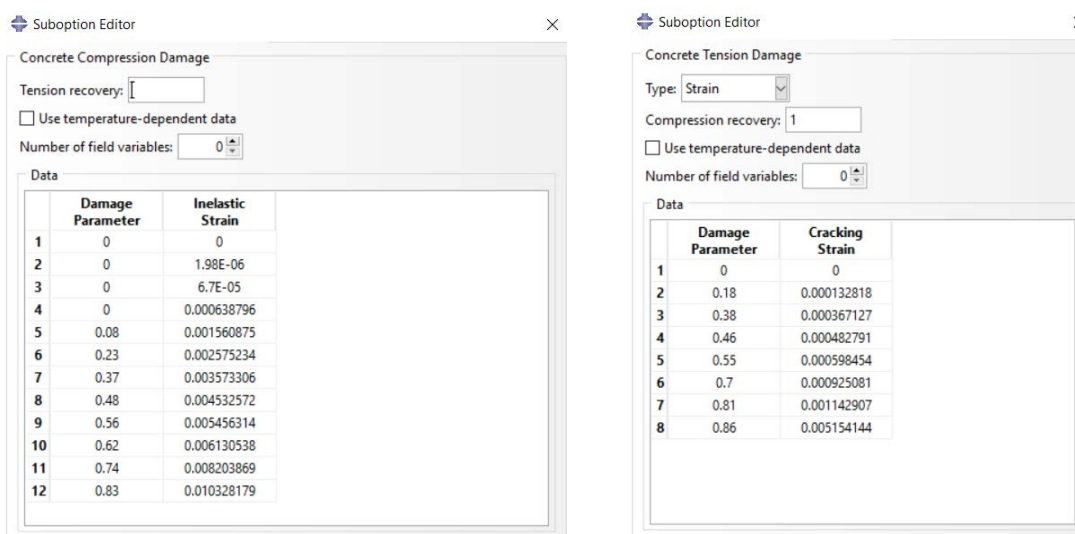 Suboption Editor
Concrete Compression Damage
Tension recovery:
Use temperature-dependent data
Number of field variables: 0
Data
Damage Parameter Inelastic Strain
1 0 0
2 0 1.98E-06
3 0 6.7E-05
4 0 0.000638796
5 0.08 0.001560875
6 0.23 0.002575234
7 0.37 0.003573306
8 0.48 0.004532572
9 0.56 0.005456314
10 0.62 0.006130538
11 0.74 0.008203869
12 0.83 0.010328179
Suboption Editor
Concrete Tension Damage
Type: Strain
Compression recovery: 1
Use temperature-dependent data
Number of field variables: 0
Data
Damage Parameter Cracking Strain
1 0 0
2 0.18 0.000132818
3 0.38 0.000367127
4 0.46 0.000482791
5 0.55 0.000598454
6 0.7 0.000925081
7 0.81 0.001142907
8 0.86 0.005154144